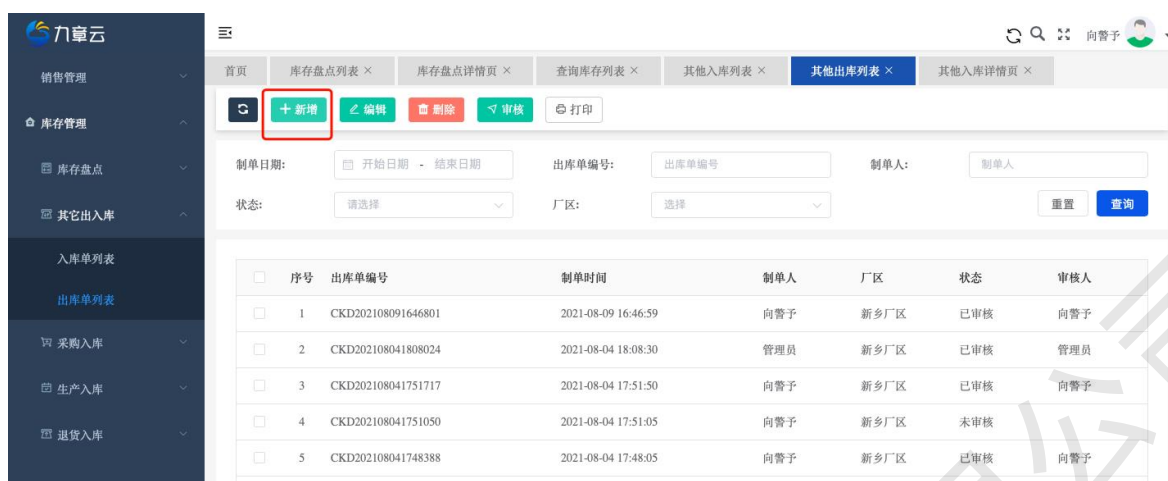 九章云
向警予
首页 库存盘点列表 × 库存盘点详情页 × 查询库存列表 × 其他入库列表 × 其他出库列表 × 其他入库详情页 ×
+ 新增 编辑 删除 审核 打印
制单日期: 开始日期 - 结束日期 出库单编号: 出库单编号 制单人: 制单人
状态: 请选择 厂区: 选择 重置 查询
销售管理
库存管理
库存盘点
其它出入库
入库单列表
出库单列表
采购入库
生产入库
退货入库
序号 出库单编号 制单时间 制单人 厂区 状态 审核人
1 CKD202108091646801 2021-08-09 16:46:59 向警予 新乡厂区 已审核 向警予
2 CKD202108041808024 2021-08-04 18:08:30 管理员 新乡厂区 已审核 管理员
3 CKD202108041751717 2021-08-04 17:51:50 向警予 新乡厂区 已审核 向警予
4 CKD202108041751050 2021-08-04 17:51:05 向警予 新乡厂区 未审核
5 CKD202108041748388 2021-08-04 17:48:05 向警予 新乡厂区 已审核 向警予